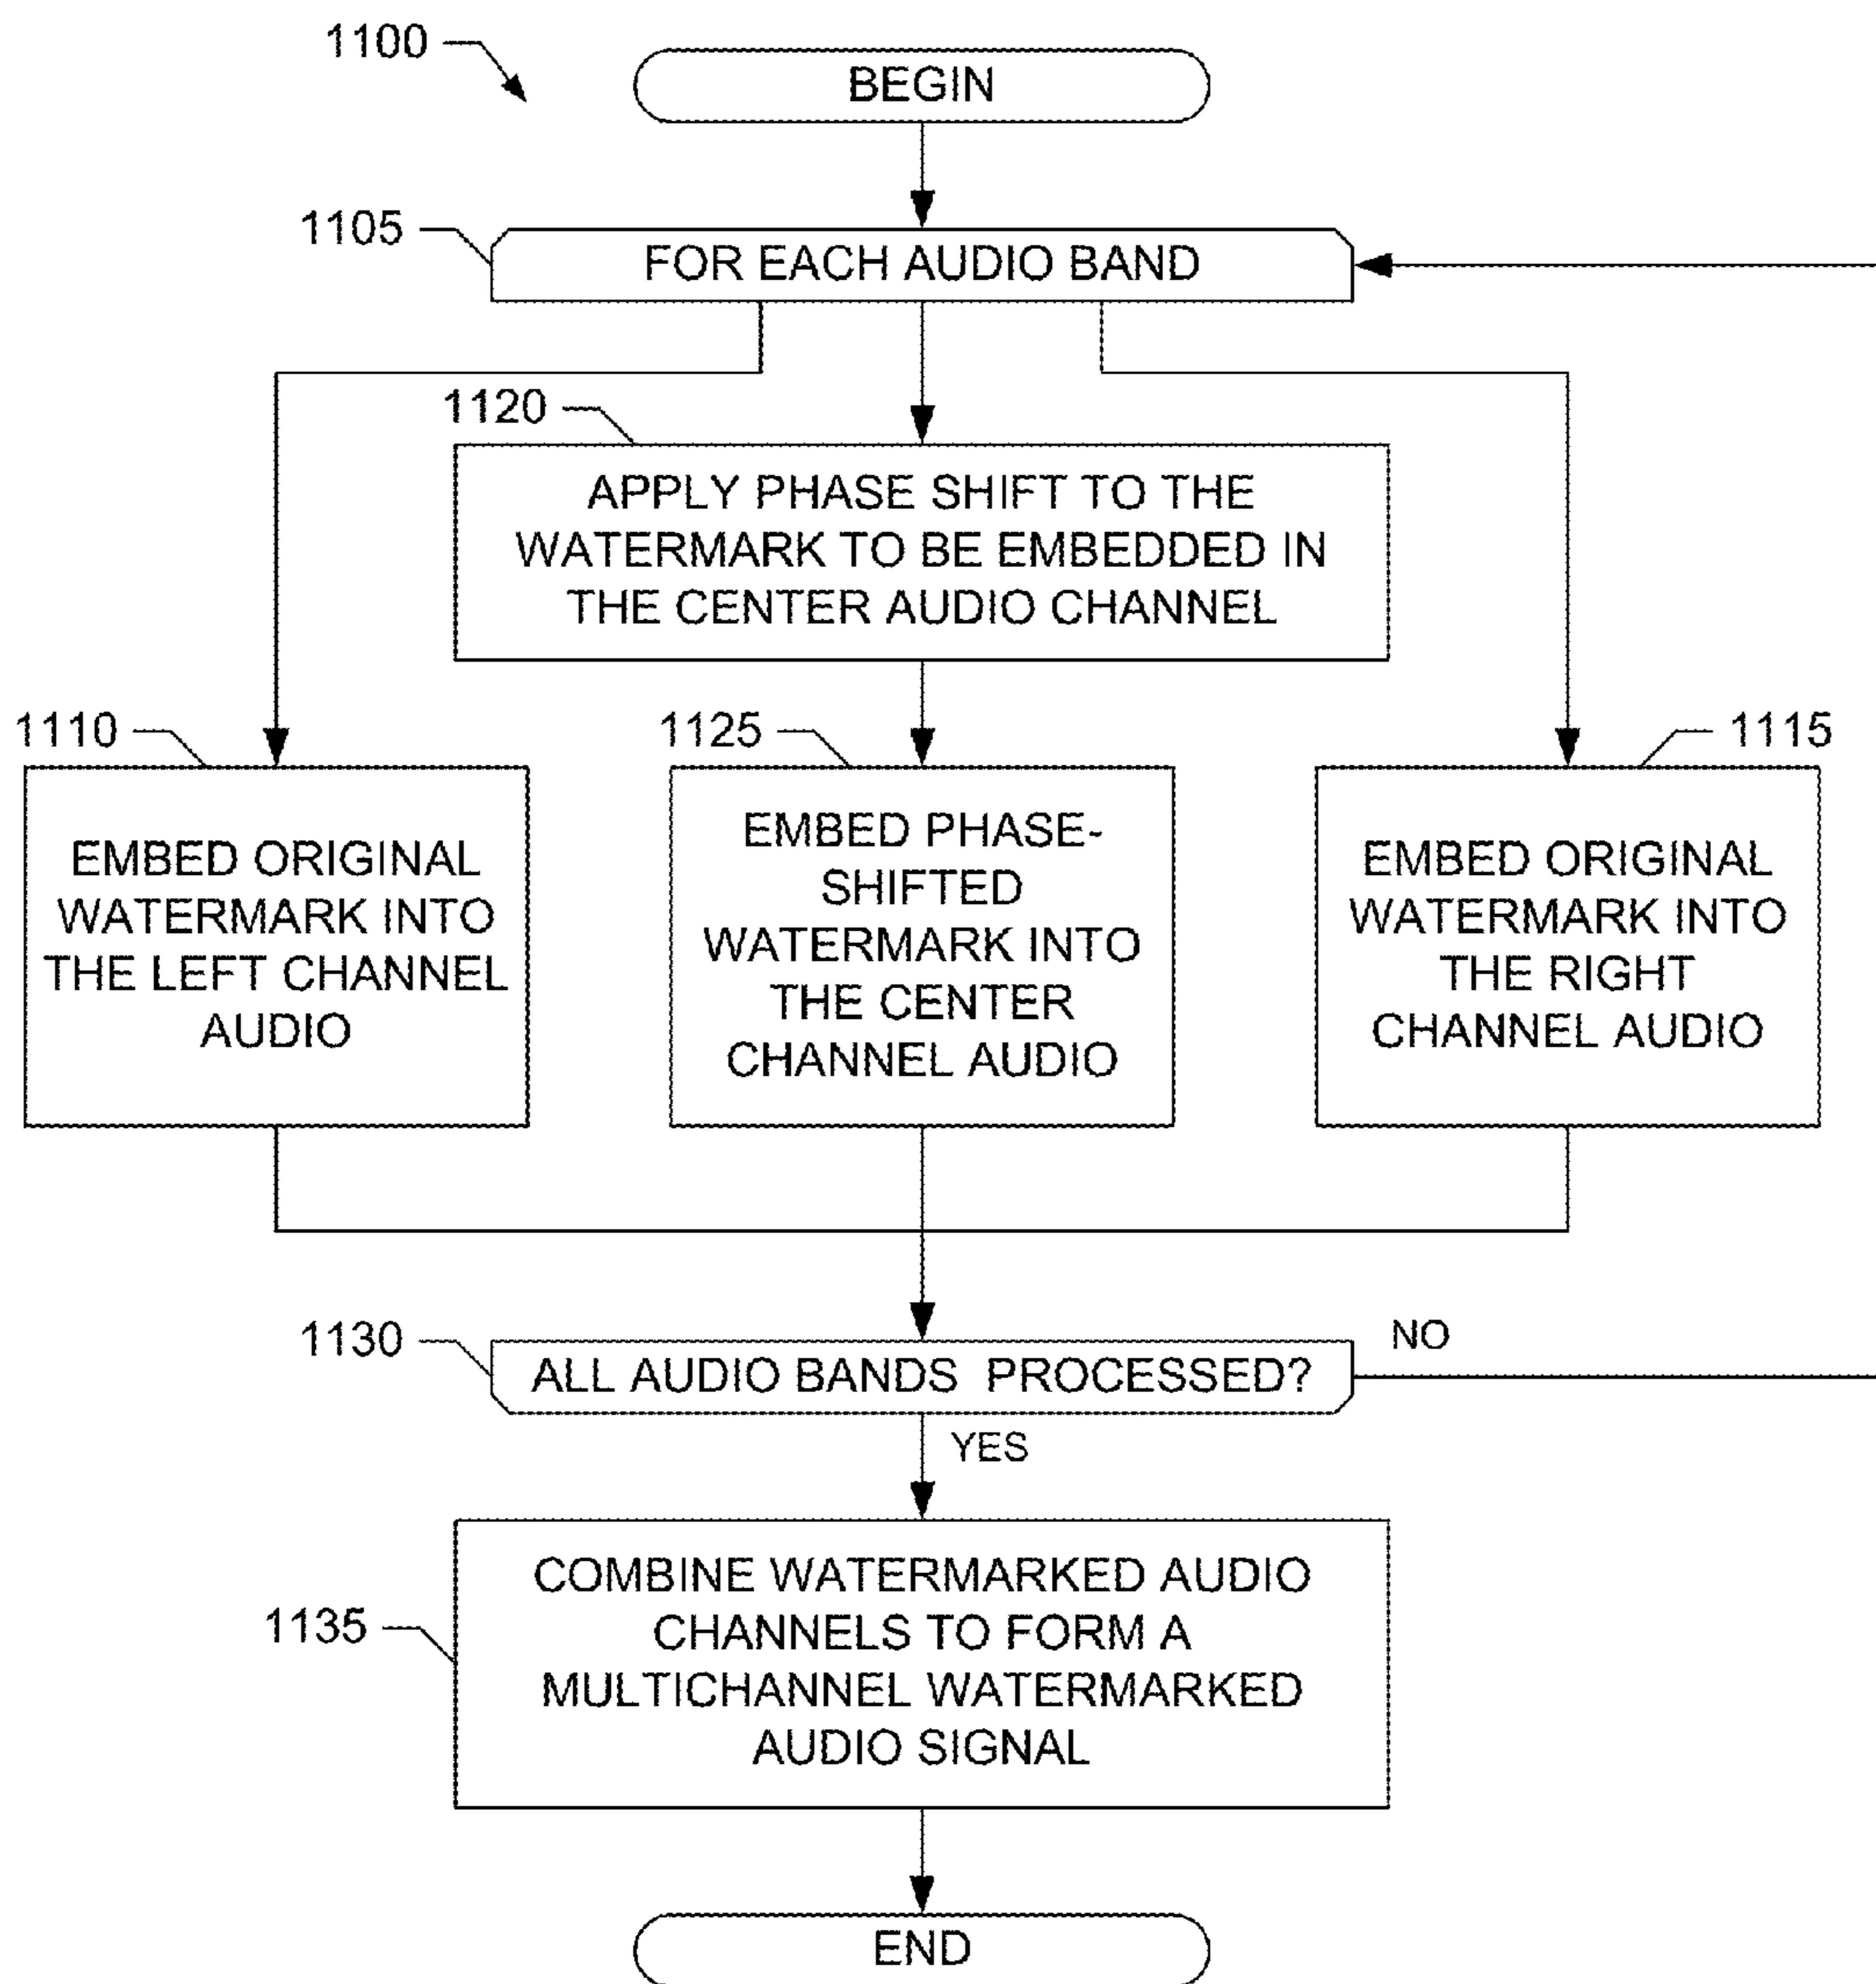 1100
BEGIN
1105
FOR EACH AUDIO BAND
1120
APPLY PHASE SHIFT TO THE
WATERMARK TO BE EMBEDDED IN
THE CENTER AUDIO CHANNEL
1110
EMBED ORIGINAL
WATERMARK INTO
THE LEFT CHANNEL
AUDIO
1125
EMBED PHASE-
SHIFTED
WATERMARK INTO
THE CENTER
CHANNEL AUDIO
1115
EMBED ORIGINAL
WATERMARK INTO
THE RIGHT
CHANNEL AUDIO
1130
ALL AUDIO BANDS PROCESSED?
NO
YES
1135
COMBINE WATERMARKED AUDIO
CHANNELS TO FORM A
MULTICHANNEL WATERMARKED
AUDIO SIGNAL
END